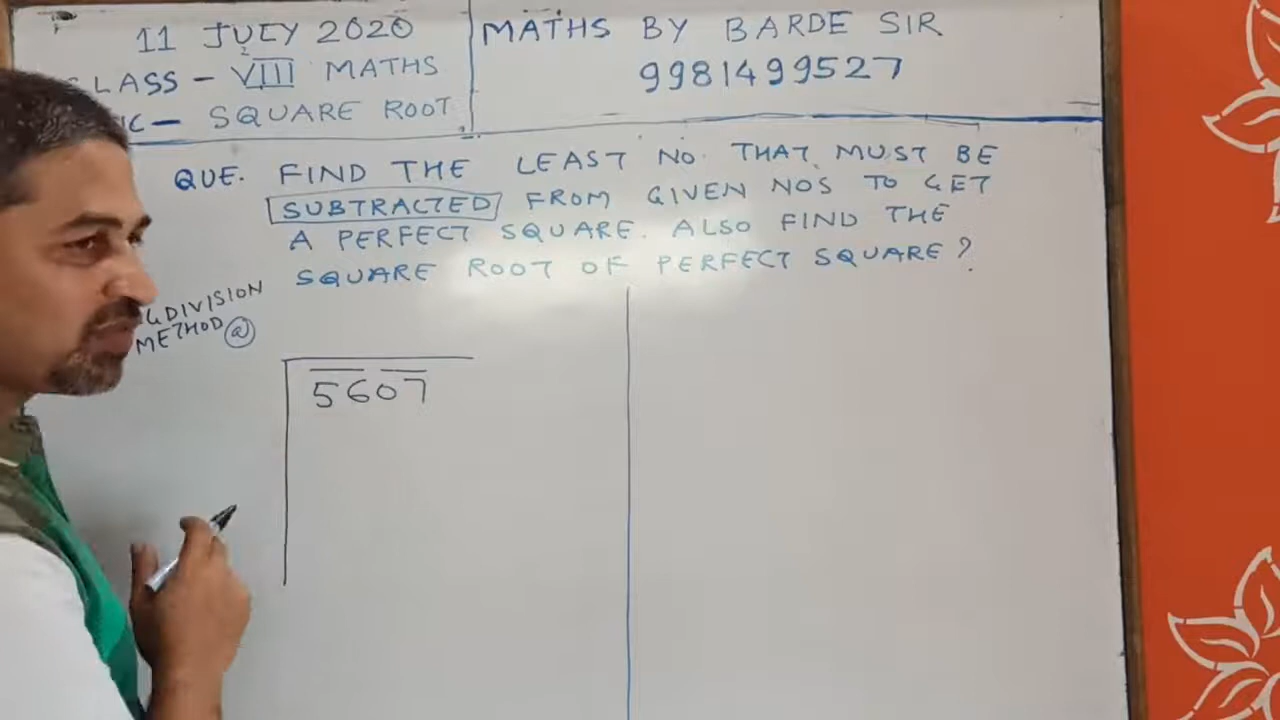 11 JULY 2020
LASS - VIII MATHS
IC - SQUARE ROOT
MATHS BY BARDE SIR
9981499527
QUE. FIND THE LEAST NO. THAT MUST BE
SUBTRACTED FROM GIVEN NOS TO GET
A PERFECT SQUARE. ALSO FIND THE
SQUARE ROOT OF PERFECT SQUARE?
G DIVISION
METHOD @
5607